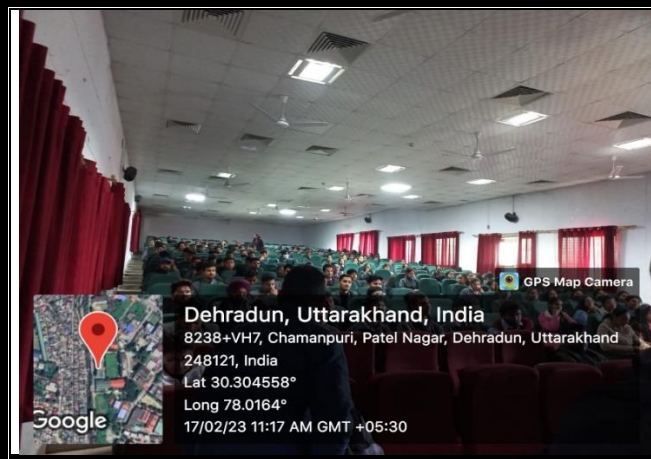 GPS Map Camera
Dehradun, Uttarakhand, India
8238+VH7, Chamanpuri, Patel Nagar, Dehradun, Uttarakhand
248121, India
Lat 30.304558°
Long 78.0164°
17/02/23 11:17 AM GMT +05:30
Google